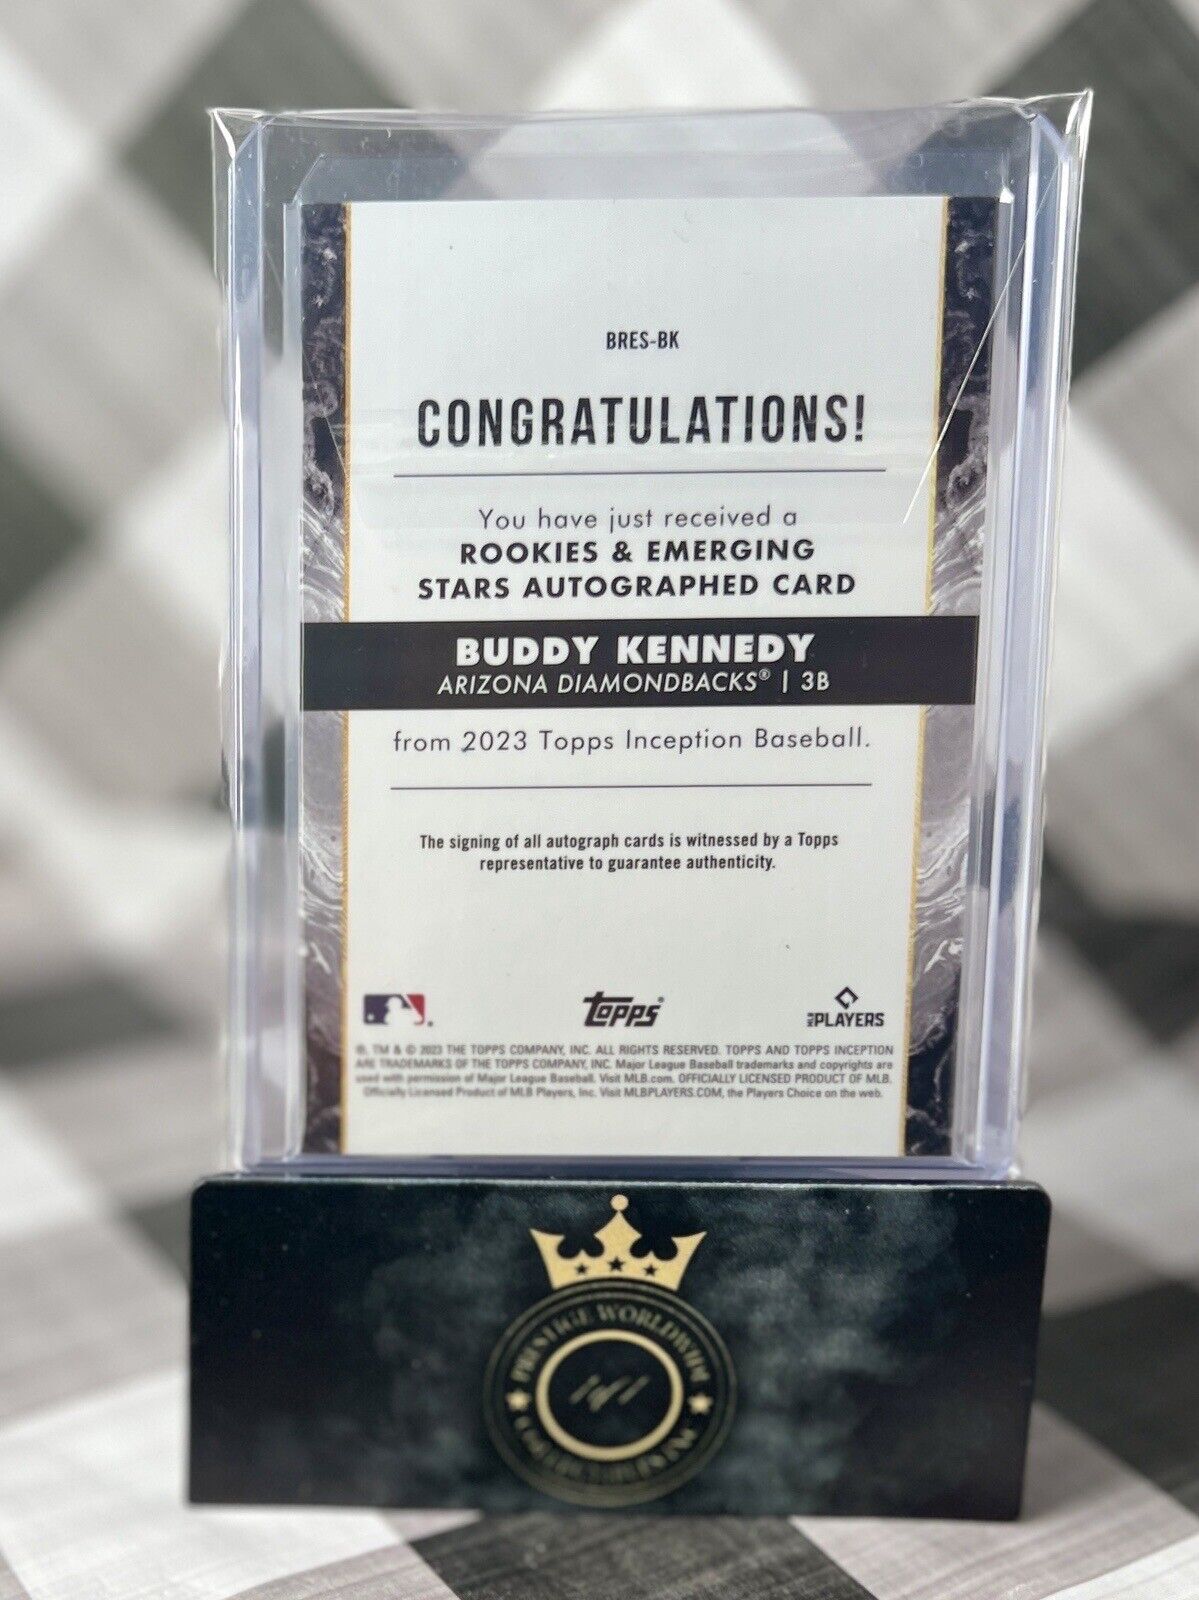 BRES-BK
CONGRATULATIONS!
You have just received a
ROOKIES & EMERGING
STARS AUTOGRAPHED CARD
BUDDY KENNEDY
ARIZONA DIAMONDBACKS® | 3B
from 2023 Topps Inception Baseball.
The signing of all autograph cards is witnessed by a Topps
representative to guarantee authenticity.
topps®
MLB PLAYERS
®, TM & © 2023 THE TOPPS COMPANY, INC. ALL RIGHTS RESERVED. TOPPS AND TOPPS INCEPTION
ARE TRADEMARKS OF THE TOPPS COMPANY, INC. Major League Baseball trademarks and copyrights are
used with permission of Major League Baseball. Visit MLB.com. OFFICIALLY LICENSED PRODUCT OF MLB.
Officially Licensed Product of MLB Players, Inc. Visit MLBPLAYERS.COM, the Players Choice on the web.
PRESTIGE WORLDWIDE
1of1